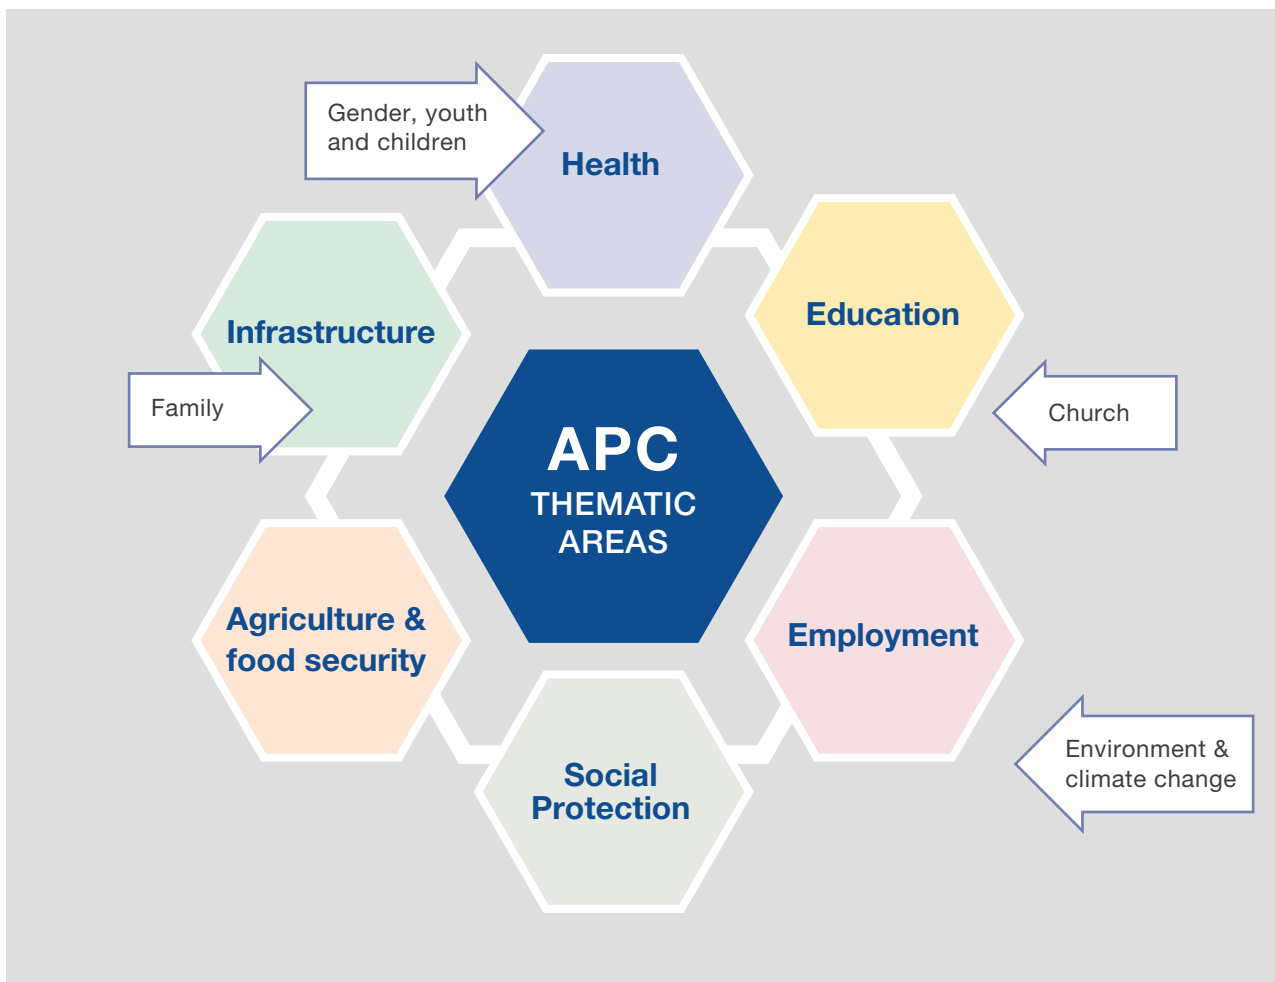 Gender, youth
and children
Health
Infrastructure
Education
Family
Church
APC
THEMATIC
AREAS
Agriculture &
food security
Employment
Social
Protection
Environment &
climate change